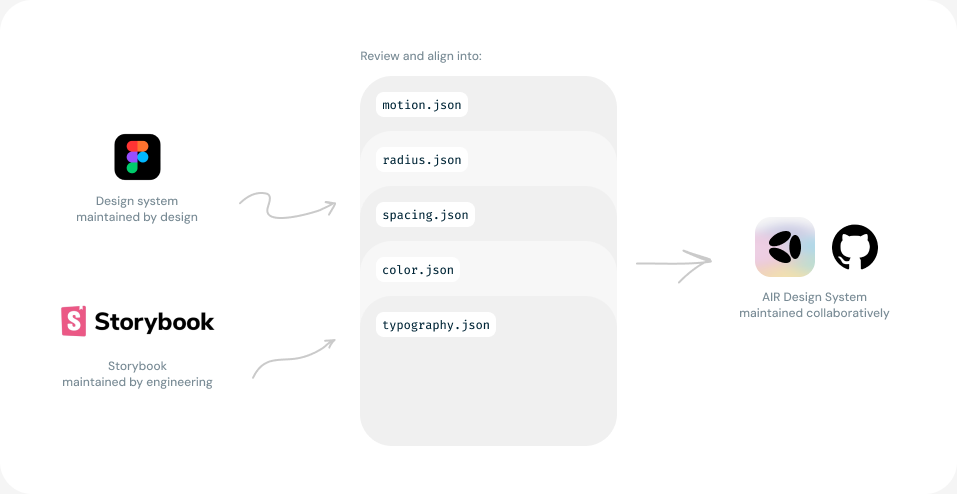 Review and align into:
motion.json
radius.json
spacing.json
color.json
typography.json
Design system
maintained by design
Storybook
Storybook
maintained by engineering
AIR Design System
maintained collaboratively